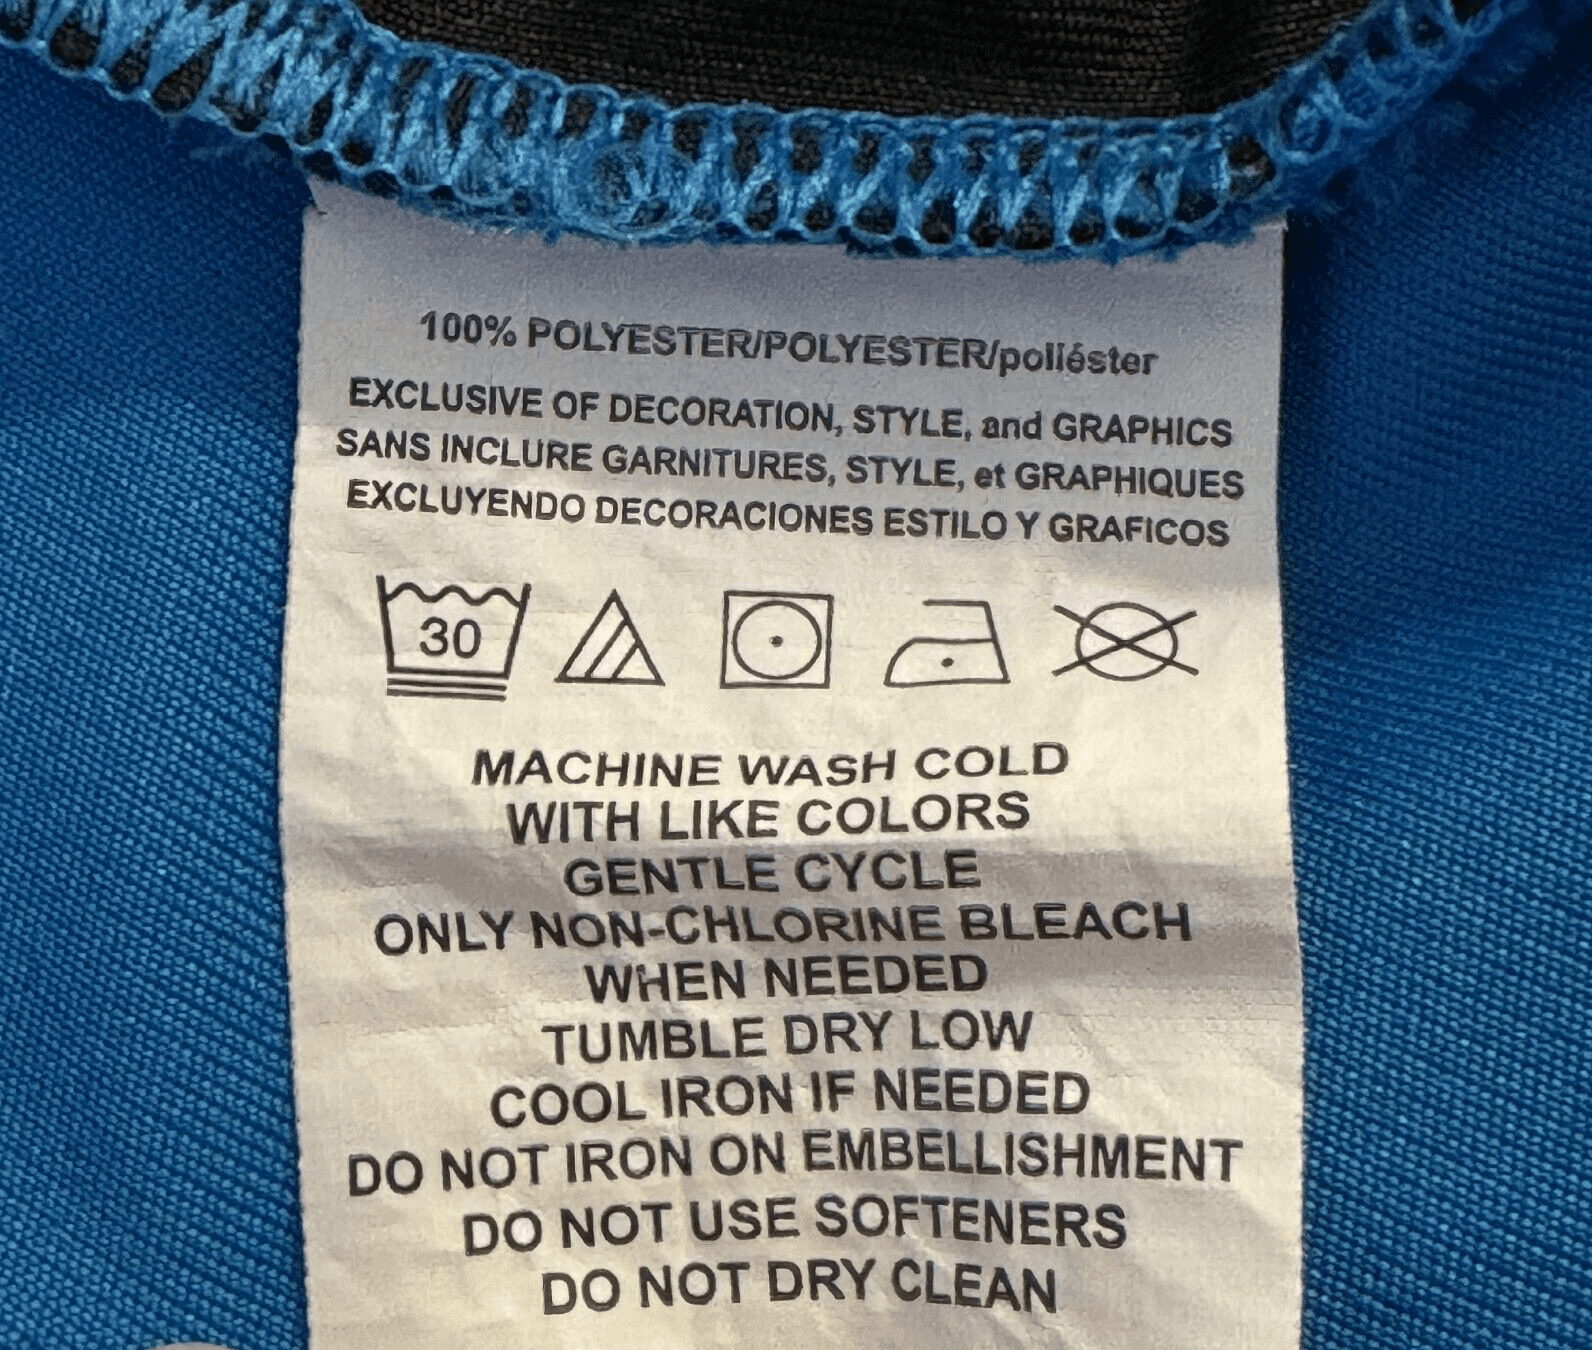 100% POLYESTER/POLYESTER/poliéster
EXCLUSIVE OF DECORATION, STYLE, and GRAPHICS
SANS INCLURE GARNITURES, STYLE, et GRAPHIQUES
EXCLUYENDO DECORACIONES ESTILO Y GRAFICOS
30
MACHINE WASH COLD
WITH LIKE COLORS
GENTLE CYCLE
ONLY NON-CHLORINE BLEACH
WHEN NEEDED
TUMBLE DRY LOW
COOL IRON IF NEEDED
DO NOT IRON ON EMBELLISHMENT
DO NOT USE SOFTENERS
DO NOT DRY CLEAN